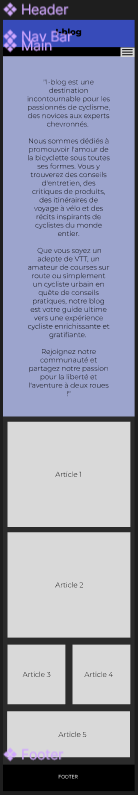 Header
t-blog
Nav Bar
Main
"t-blog est une
destination
incontournable pour les
passionnés de cyclisme,
des novices aux experts
chevronnés.
Nous sommes dédiés à
promouvoir l'amour de
la bicyclette sous toutes
ses formes. Vous y
trouverez des conseils
d'entretien, des
critiques de produits,
des itinéraires de
voyage à vélo et des
récits inspirants de
cyclistes du monde
entier.
Que vous soyez un
adepte de VTT, un
amateur de courses sur
route ou simplement
un cycliste urbain en
quête de conseils
pratiques, notre blog
est votre guide ultime
vers une expérience
cycliste enrichissante et
gratifiante.
Rejoignez notre
communauté et
partagez notre passion
pour la liberté et
l'aventure à deux roues
!"
Article 1
Article 2
Article 3
Article 4
Article 5
Footer
FOOTER